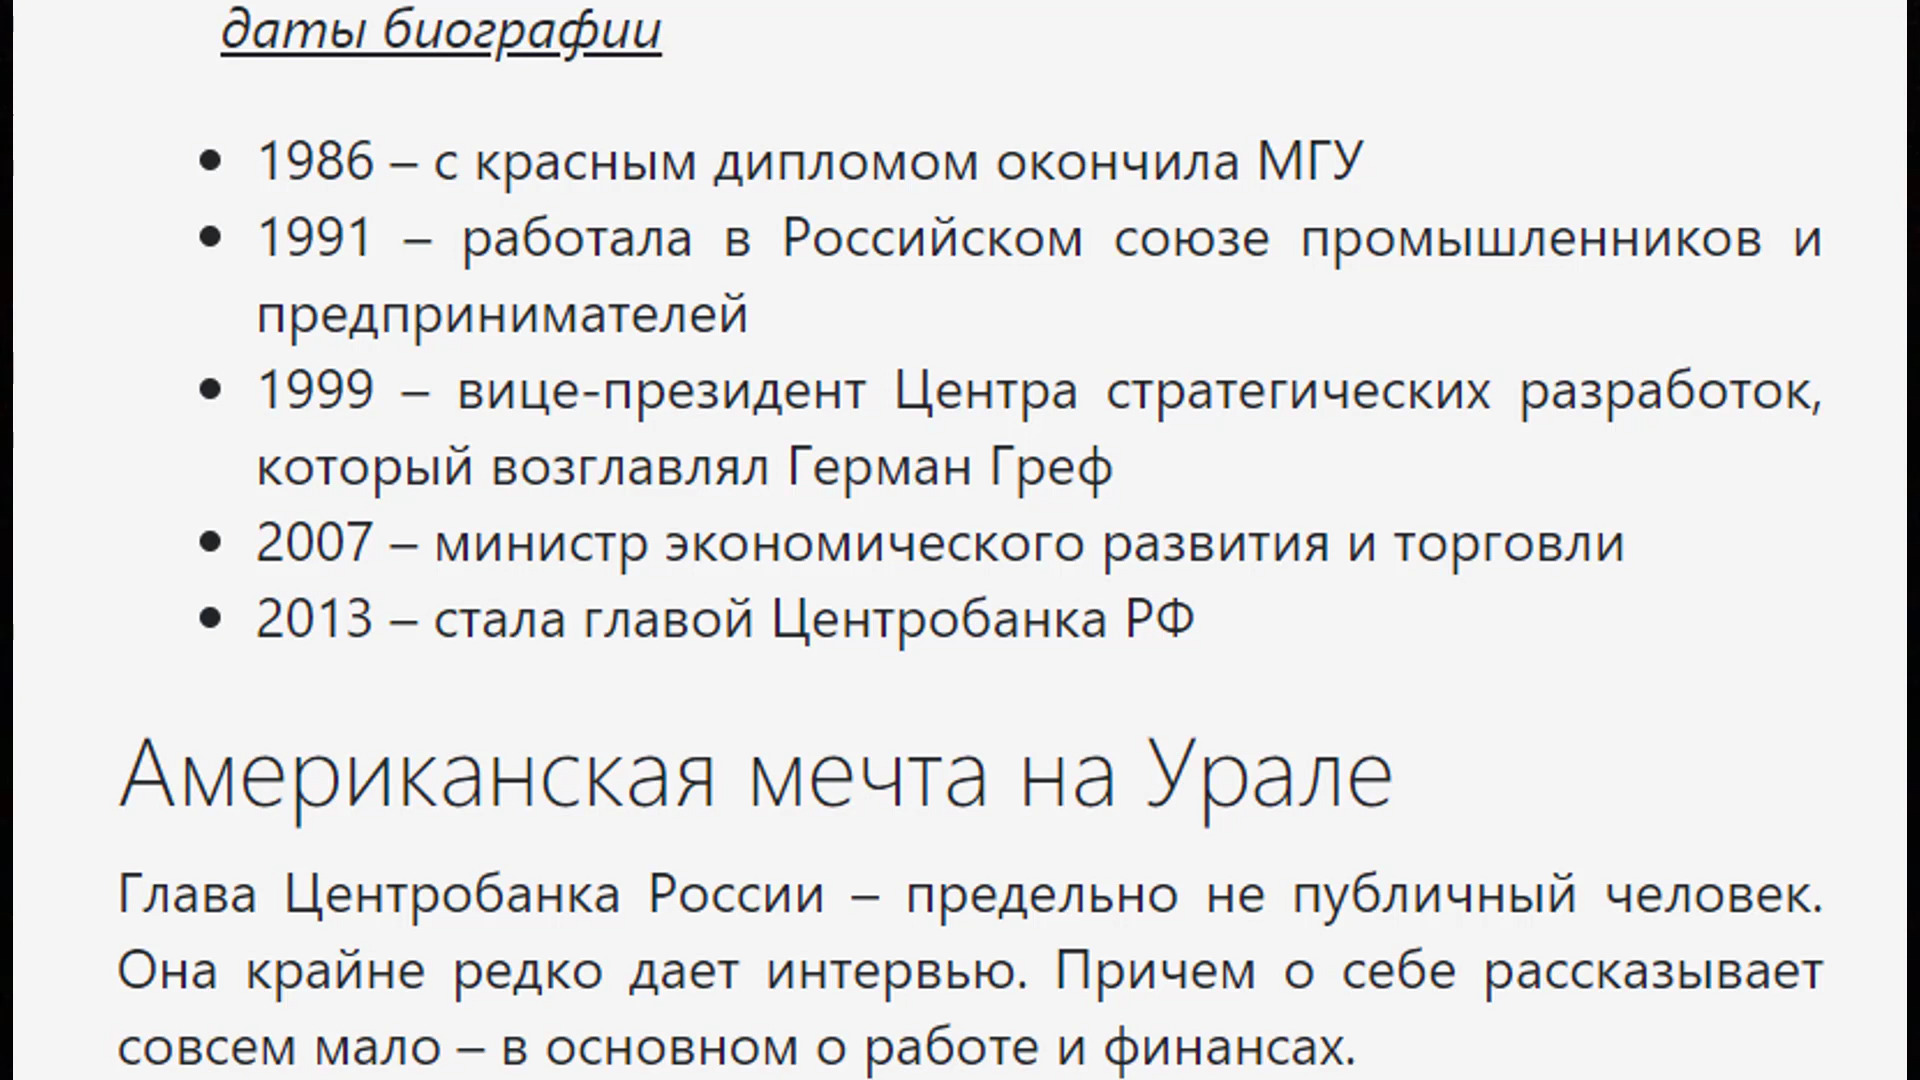 даты биографии
1986 – с красным дипломом окончила МГУ
1991 – работала в Российском союзе промышленников и
предпринимателей
1999 – вице-президент Центра стратегических разработок,
который возглавлял Герман Греф
2007 – министр экономического развития и торговли
2013 – стала главой Центробанка РФ
Американская мечта на Урале
Глава Центробанка России – предельно не публичный человек.
Она крайне редко дает интервью. Причем о себе рассказывает
совсем мало – в основном о работе и финансах.